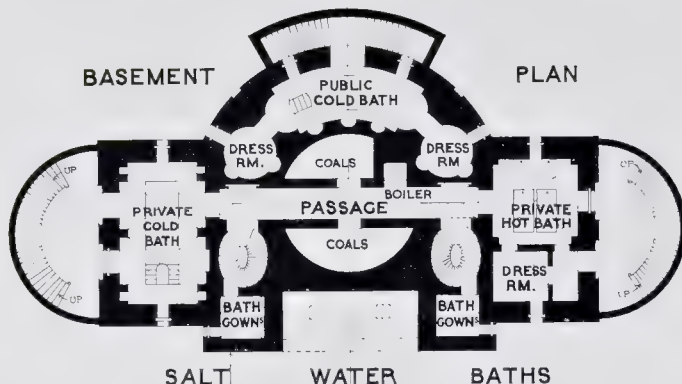 BASEMENT PLAN
PUBLIC
COLD BATH
DRESS
RM.
COALS
DRESS
RM
BOILER
UP
UP
PRIVATE
COLD
BATH
PASSAGE
PRIVATE
HOT BATH
COALS
DRESS
RM.
UP
UP
BATH
GOWNS
BATH
GOWNS
SALT WATER BATHS